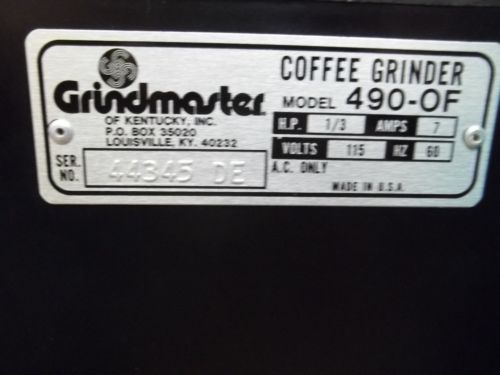 Grindmaster
OF KENTUCKY, INC.
P.O. BOX 35020
LOUISVILLE, KY. 40232
SER. NO. 44345 DE
COFFEE GRINDER
MODEL 490-OF
H.P. 1/3 AMPS 7
VOLTS 115 HZ 60
A.C. ONLY
MADE IN U.S.A.